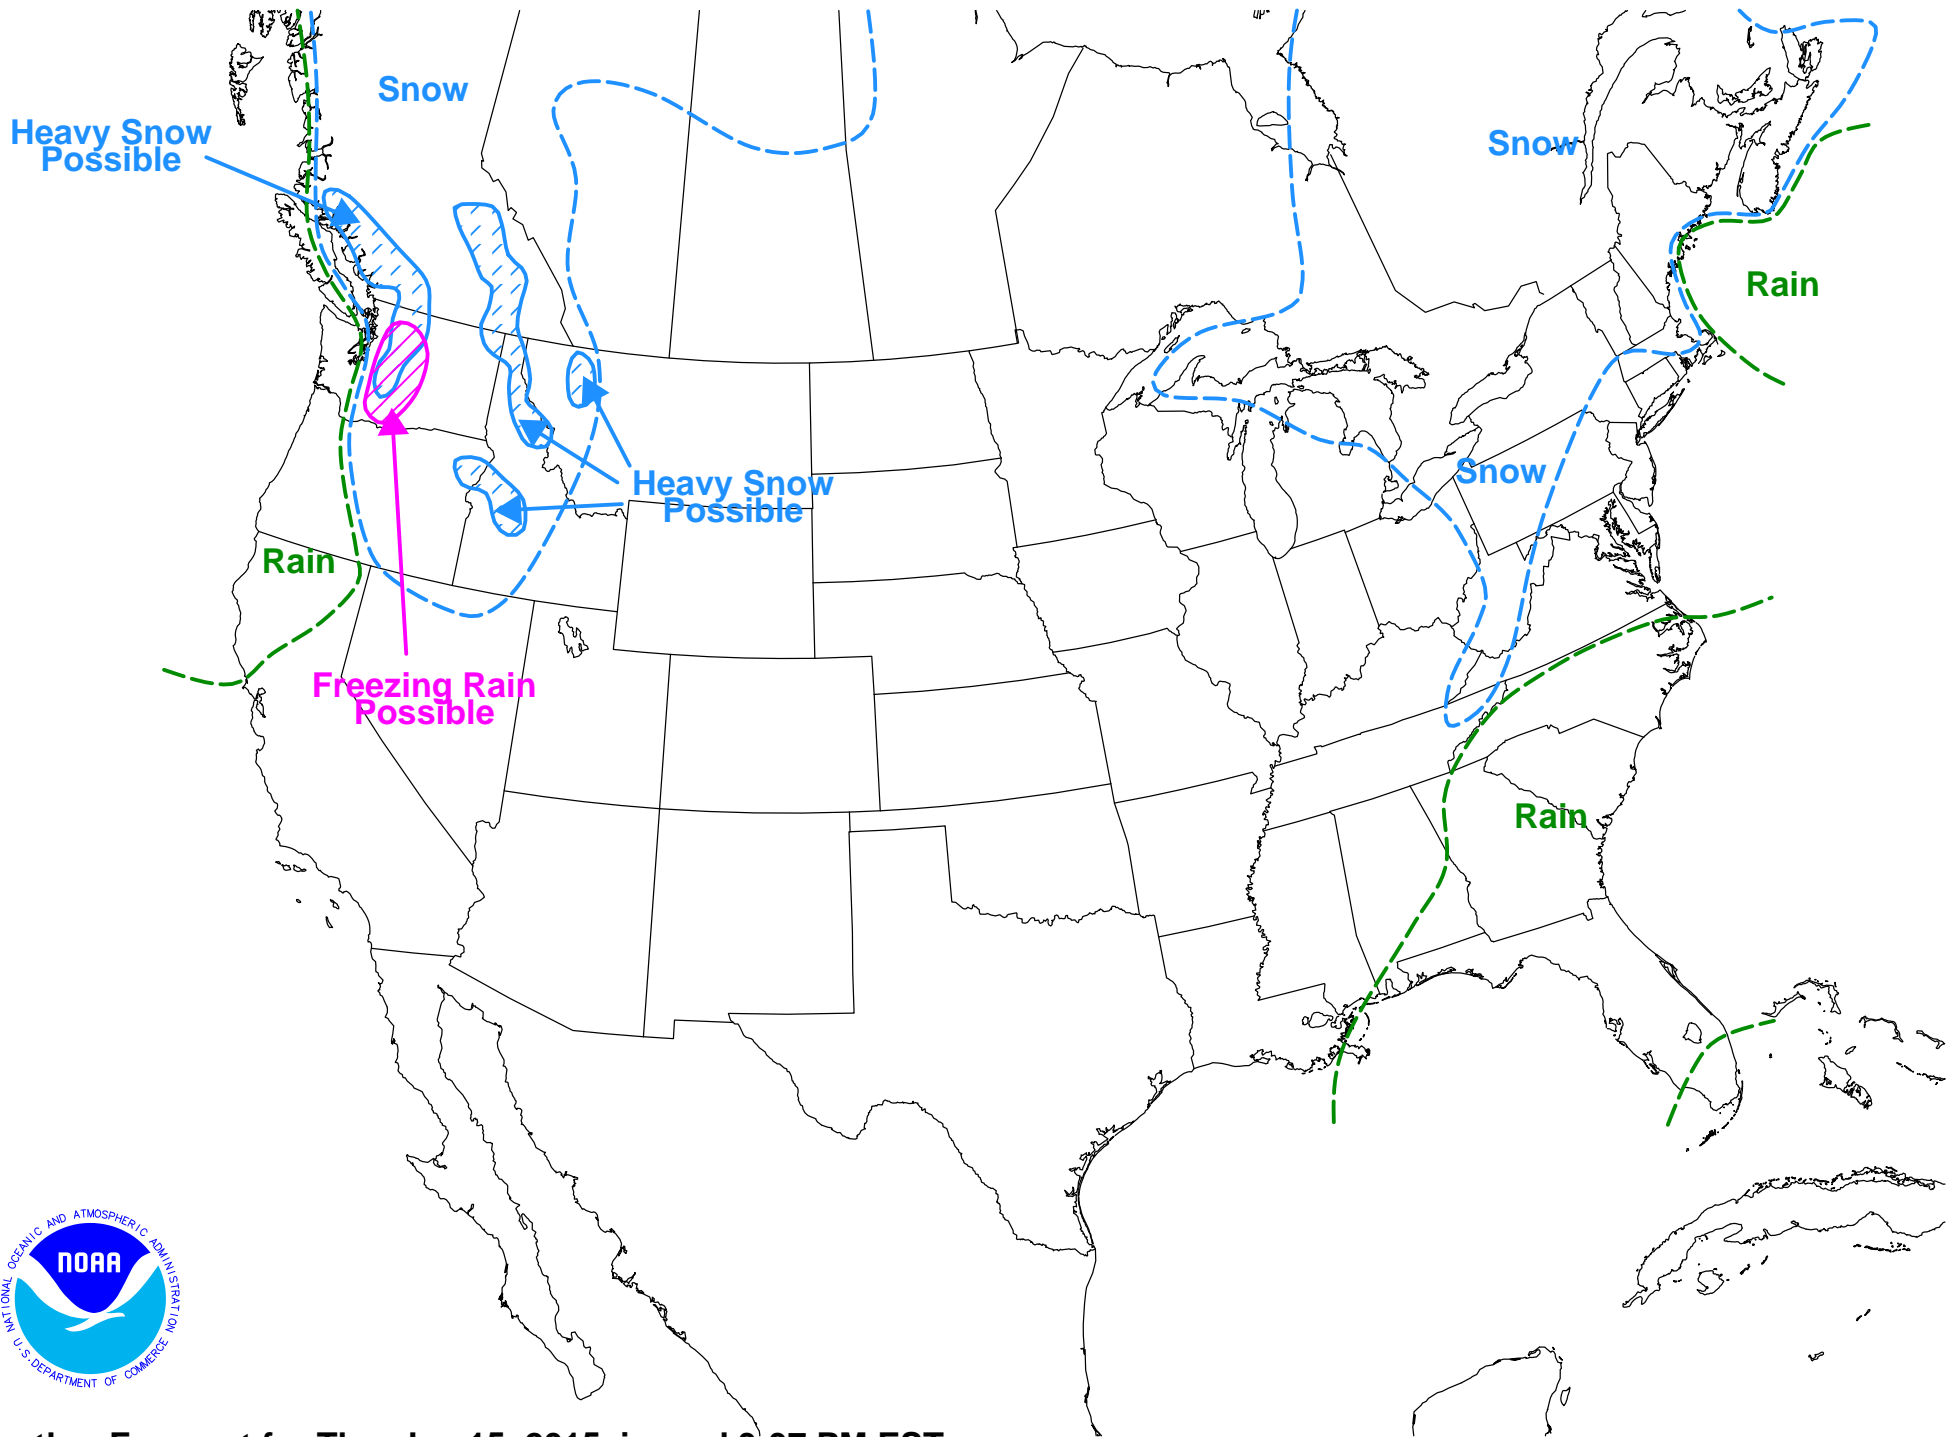 Snow
Heavy Snow
Possible
Snow
Rain
Heavy Snow
Possible
Snow
Rain
Freezing Rain
Possible
Rain
NATIONAL OCEANIC AND ATMOSPHERIC ADMINISTRATION
NOAA
U.S. DEPARTMENT OF COMMERCE